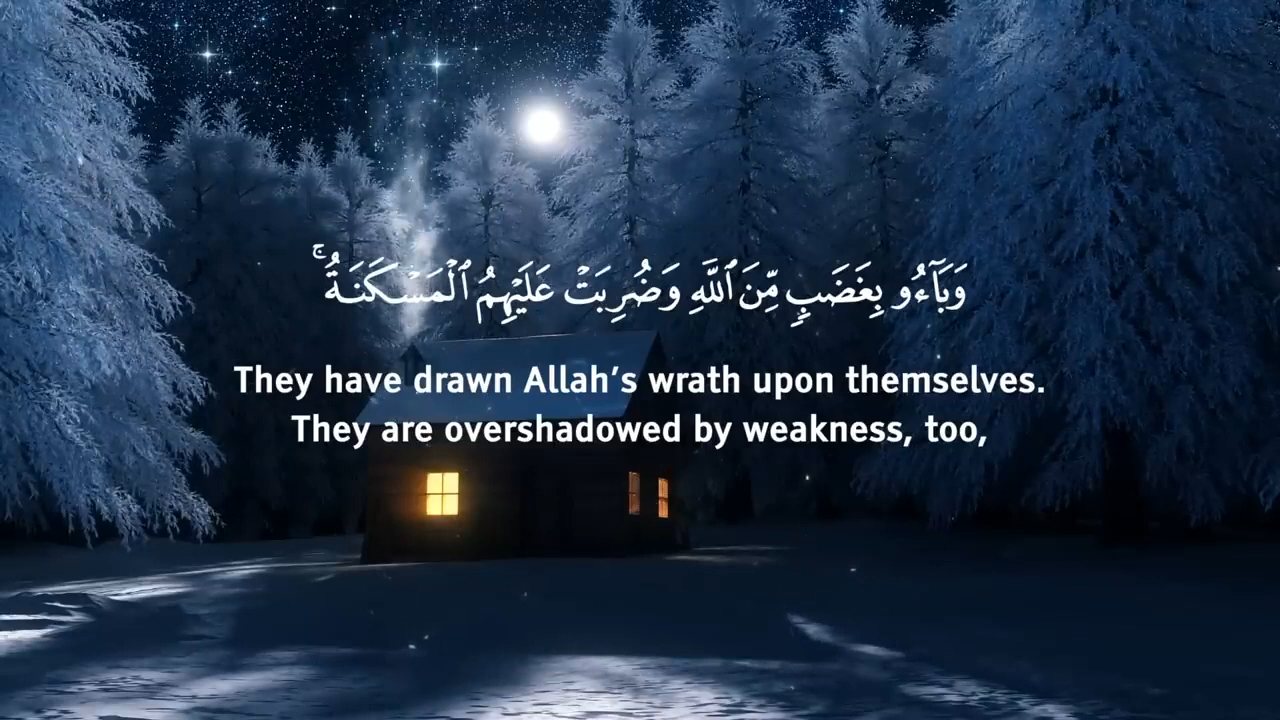 وَبَآءُو بِغَضَبٍ مِّنَ ٱللَّهِ وَضُرِبَتْ عَلَيْهِمُ ٱلْمَسْكَنَةُ ۚ
They have drawn Allah’s wrath upon themselves.
They are overshadowed by weakness, too,